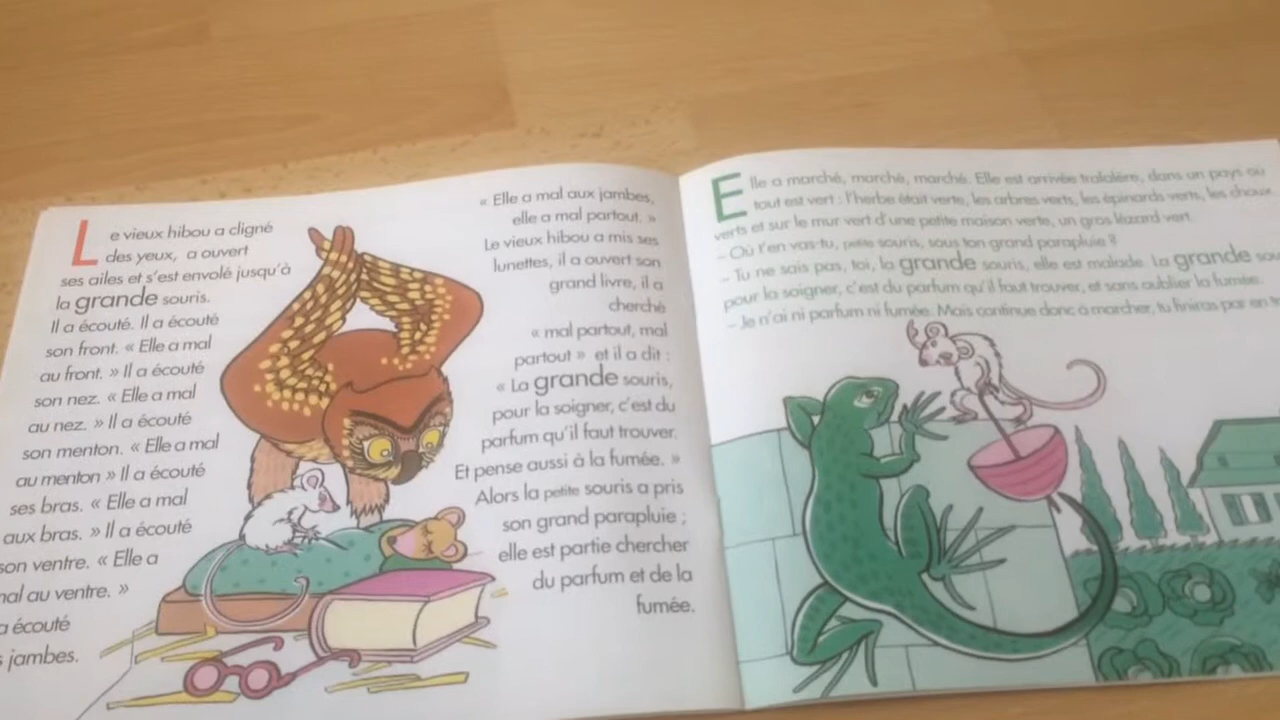 Le vieux hibou a cligné
des yeux, a ouvert
ses ailes et s'est envolé jusqu'à
la grande souris.
Il a écouté. Il a écouté
son front. « Elle a mal
au front. » Il a écouté
son nez. « Elle a mal
au nez. » Il a écouté
son menton. « Elle a mal
au menton » Il a écouté
ses bras. « Elle a mal
aux bras. » Il a écouté
son ventre. « Elle a
mal au ventre. »
a écouté
jambes.
« Elle a mal aux jambes,
elle a mal partout. »
Le vieux hibou a mis ses
lunettes, il a ouvert son
grand livre, il a
cherché
« mal partout, mal
partout » et il a dit :
« La grande souris,
pour la soigner, c'est du
parfum qu'il faut trouver.
Et pense aussi à la fumée. »
Alors la petite souris a pris
son grand parapluie ;
elle est partie chercher
du parfum et de la
fumée.
Elle a marché, marché, marché. Elle est arrivée tralalère, dans un pays où
tout est vert : l'herbe était verte, les arbres verts, les épinards verts, les choux
verts et sur le mur vert d'une petite maison verte, un gros lézard vert.
– Où t'en vas-tu, petite souris, sous ton grand parapluie ?
– Tu ne sais pas, toi, la grande souris, elle est malade. La grande
pour la soigner, c'est du parfum qu'il faut trouver, et sans oublier la fumée.
– Je n'ai ni parfum ni fumée. Mais continue donc à marcher, tu finiras par en